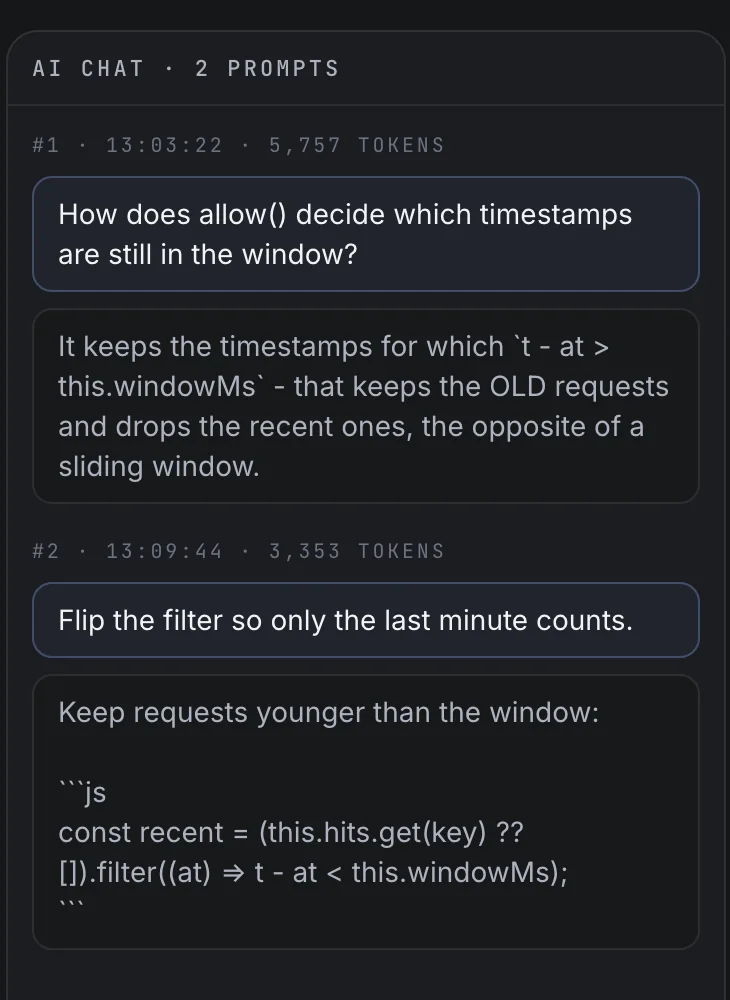 AI CHAT · 2 PROMPTS
#1 · 13:03:22 · 5,757 TOKENS
How does allow() decide which timestamps
are still in the window?
It keeps the timestamps for which `t - at >
this.windowMs` - that keeps the OLD requests
and drops the recent ones, the opposite of a
sliding window.
#2 · 13:09:44 · 3,353 TOKENS
Flip the filter so only the last minute counts.
Keep requests younger than the window:
```js
const recent = (this.hits.get(key) ??
[]).filter((at) => t - at < this.windowMs);
```